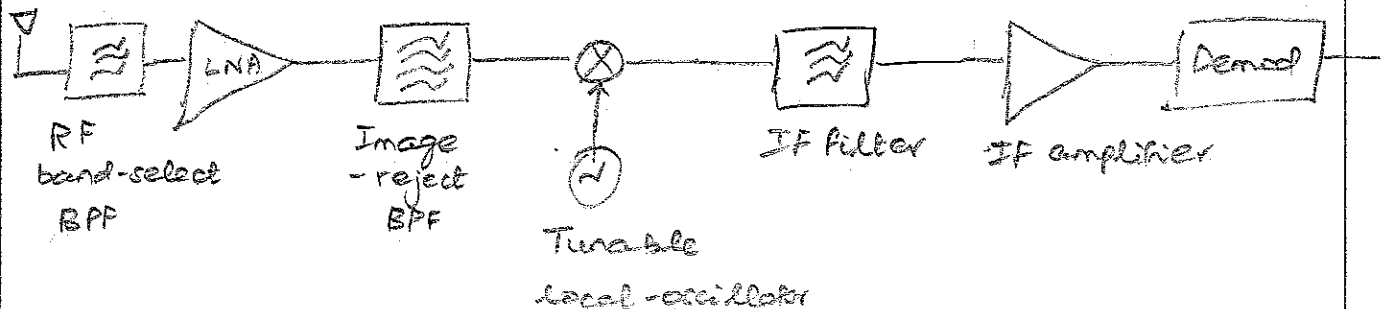 LNA
Demod
RF
band-select
BPF
Image
-reject
BPF
Tunable
local-oscillator
IF filter
IF amplifier